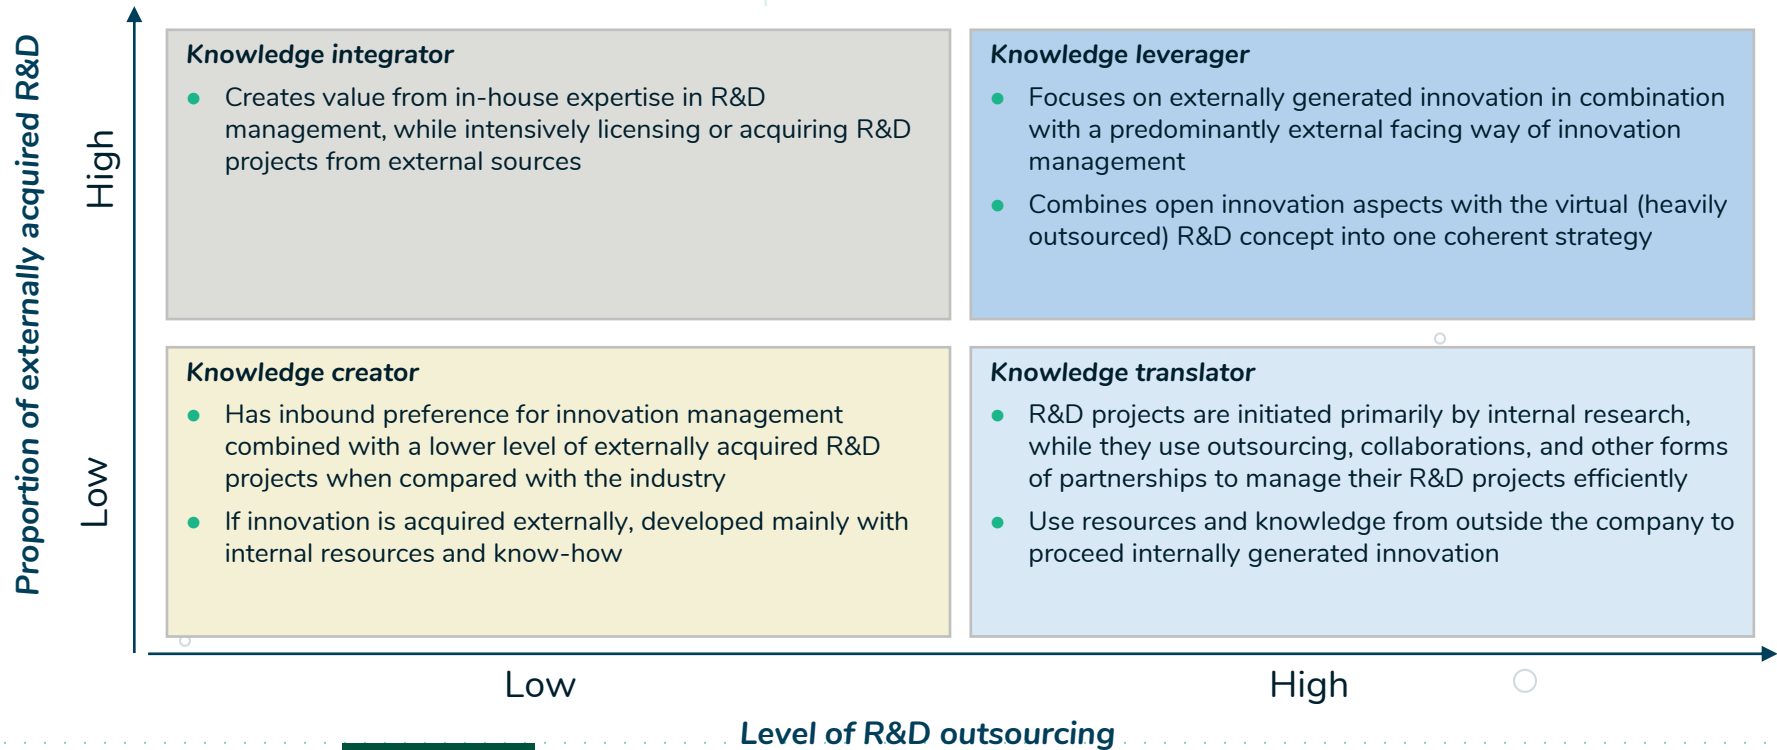 Proportion of externally acquired R&D
High
Low
Knowledge integrator
● Creates value from in-house expertise in R&D
management, while intensively licensing or acquiring R&D
projects from external sources
Knowledge leverager
● Focuses on externally generated innovation in combination
with a predominantly external facing way of innovation
management
● Combines open innovation aspects with the virtual (heavily
outsourced) R&D concept into one coherent strategy
Knowledge creator
● Has inbound preference for innovation management
combined with a lower level of externally acquired R&D
projects when compared with the industry
● If innovation is acquired externally, developed mainly with
internal resources and know-how
Knowledge translator
● R&D projects are initiated primarily by internal research,
while they use outsourcing, collaborations, and other forms
of partnerships to manage their R&D projects efficiently
● Use resources and knowledge from outside the company to
proceed internally generated innovation
Low
High
Level of R&D outsourcing